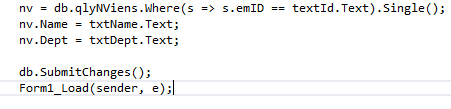 nv = db.qlyNViens.Where(s => s.emID == textId.Text).Single();
nv.Name = txtName.Text;
nv.Dept = txtDept.Text;
db.SubmitChanges();
Form1_Load(sender, e);